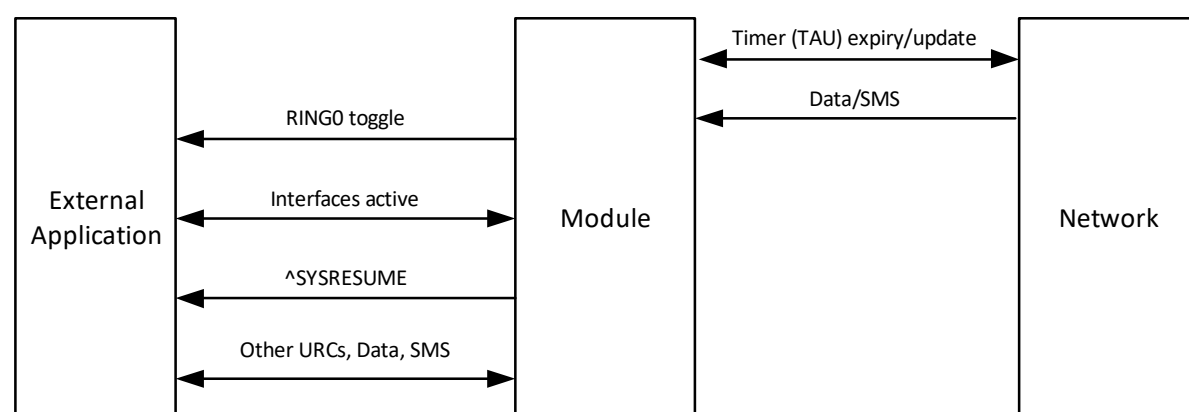 Timer (TAU) expiry/update
Data/SMS
RING0 toggle
Interfaces active
External
Application
Module
Network
^SYSRESUME
Other URCs, Data, SMS